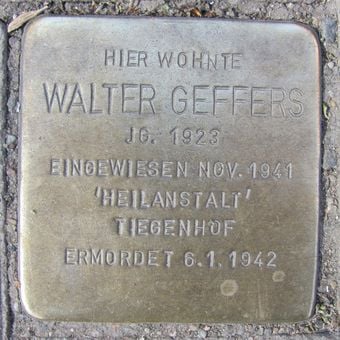 HIER WOHNTE
WALTER GEFFERS
JG. 1923
EINGEWIESEN NOV. 1941
'HEILANSTALT'
TIEGENHOF
ERMORDET 6.1.1942